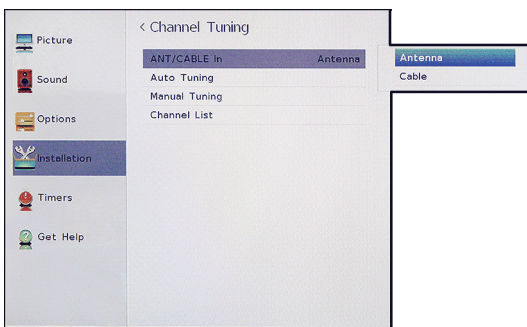 Picture
Sound
Options
Installation
Timers
Get Help
< Channel Tuning
ANT/CABLE In Antenna
Auto Tuning
Manual Tuning
Channel List
Antenna
Cable